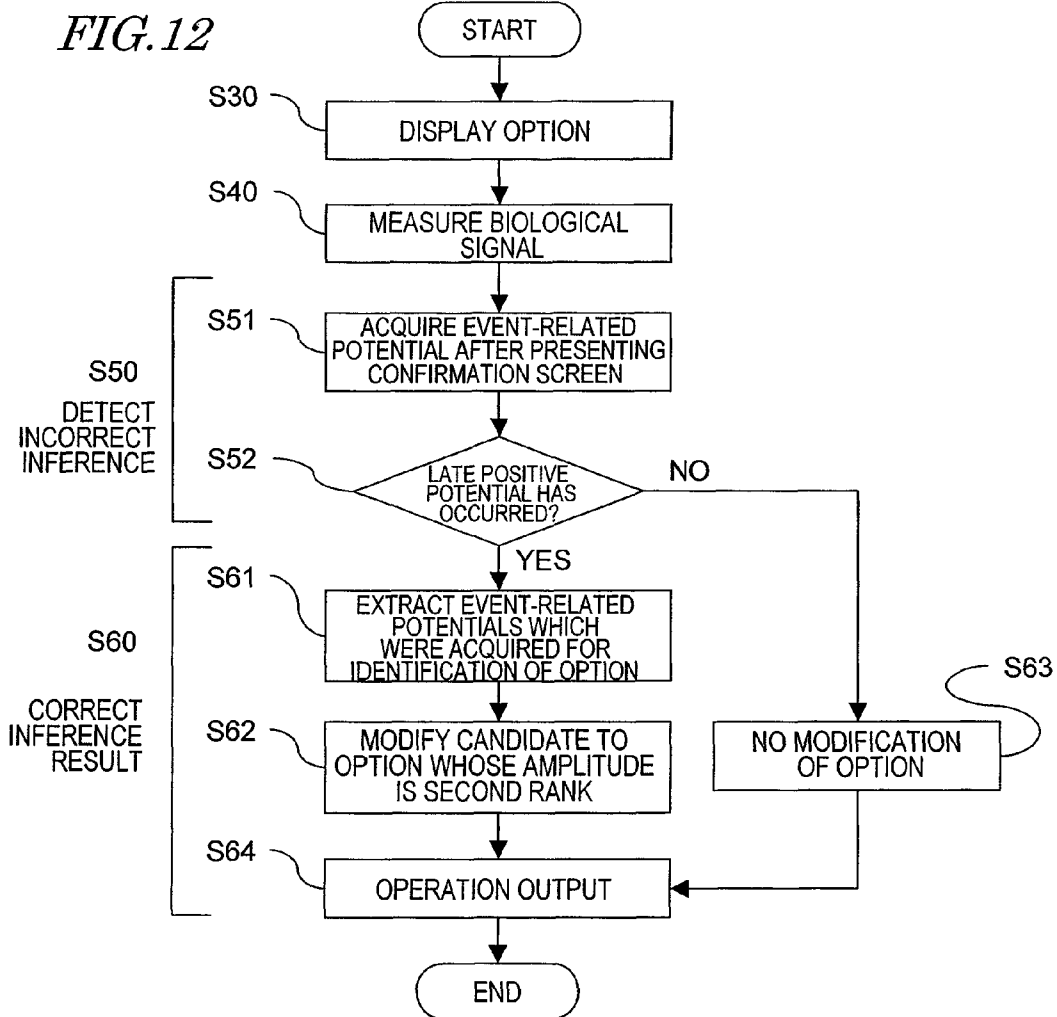 FIG.12
START
S30
DISPLAY OPTION
S40
MEASURE BIOLOGICAL
SIGNAL
S51
ACQUIRE EVENT-RELATED
POTENTIAL AFTER PRESENTING
CONFIRMATION SCREEN
S50
DETECT
INCORRECT
INFERENCE
S52
LATE POSITIVE
POTENTIAL HAS
OCCURRED?
NO
YES
S61
EXTRACT EVENT-RELATED
POTENTIALS WHICH
WERE ACQUIRED FOR
IDENTIFICATION OF OPTION
S60
CORRECT
INFERENCE
RESULT
S62
MODIFY CANDIDATE TO
OPTION WHOSE AMPLITUDE
IS SECOND RANK
S63
NO MODIFICATION
OF OPTION
S64
OPERATION OUTPUT
END